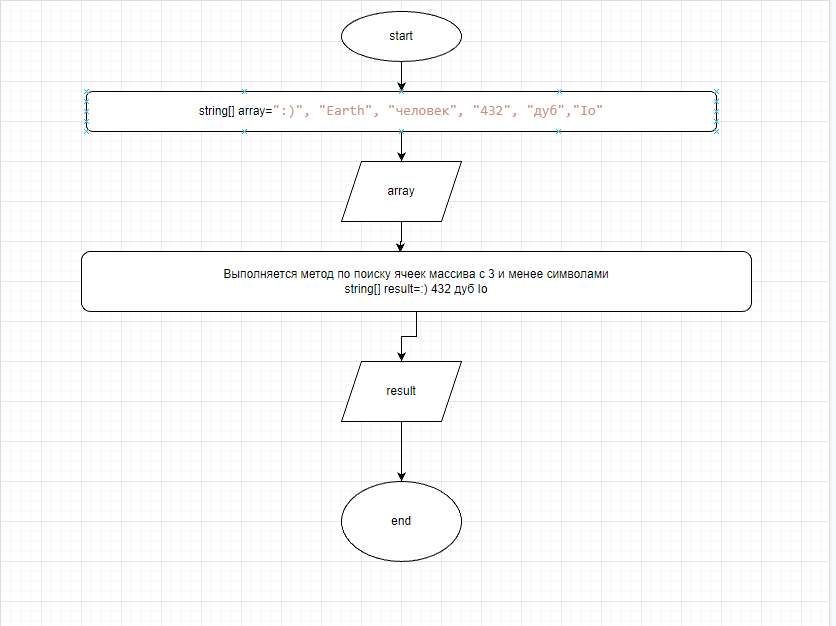 start
string[] array=":)", "Earth", "человек", "432", "дуб","Io"
array
Выполняется метод по поиску ячеек массива с 3 и менее символами
string[] result=:) 432 дуб Io
result
end